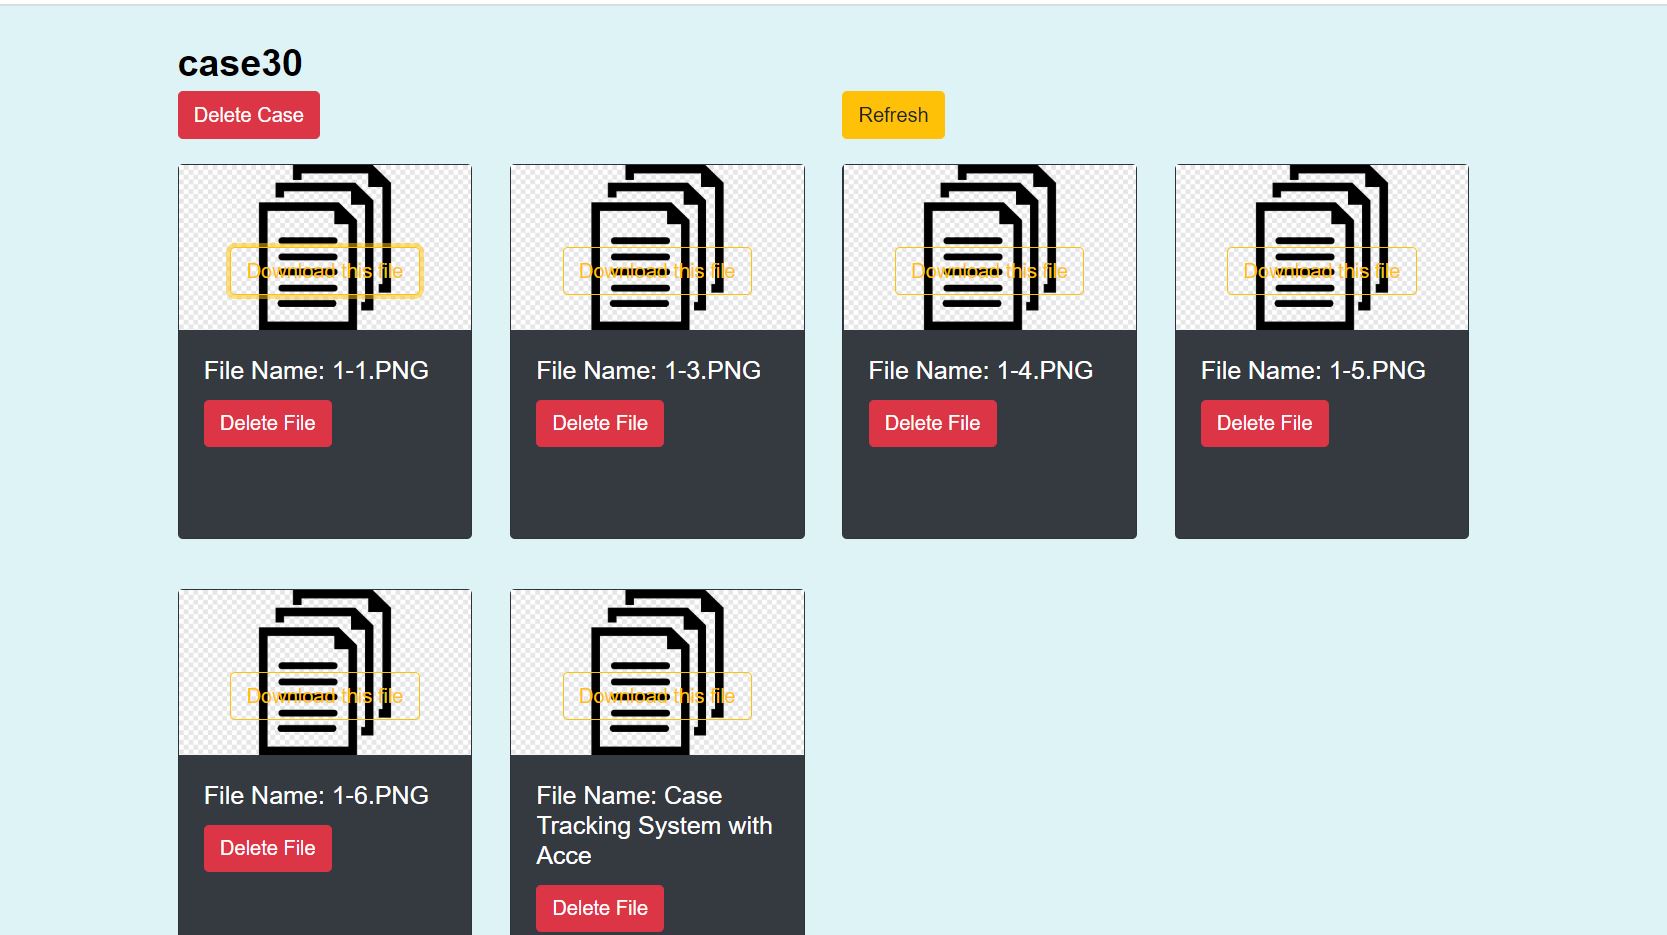 case30
Delete Case
Refresh
Download this file
Download this file
Download this file
Download this file
File Name: 1-1.PNG
File Name: 1-3.PNG
File Name: 1-4.PNG
File Name: 1-5.PNG
Delete File
Delete File
Delete File
Delete File
Download this file
Download this file
File Name: 1-6.PNG
Delete File
File Name: Case
Tracking System with
Acce
Delete File